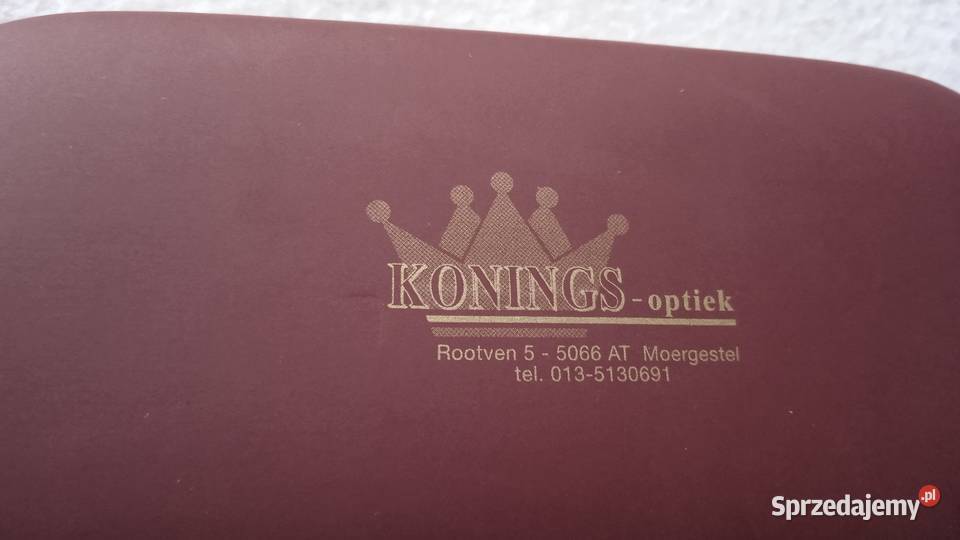 KONINGS - optiek
Rootven 5 - 5066 AT Moergestel
tel. 013-5130691
Sprzedajemy.pl